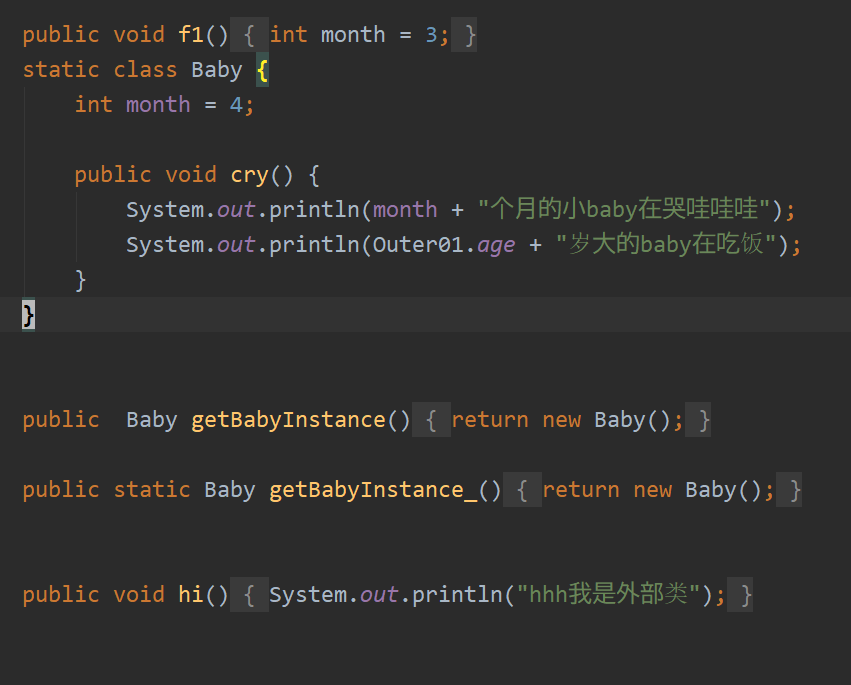 public void f1() { int month = 3; }
static class Baby {
    int month = 4;
    public void cry() {
        System.out.println(month + "个月的小baby在哭哇哇哇");
        System.out.println(Outer01.age + "岁大的baby在吃饭");
    }
}
public  Baby getBabyInstance() { return new Baby(); }
public static Baby getBabyInstance_() { return new Baby(); }
public void hi() { System.out.println("hhh我是外部类"); }